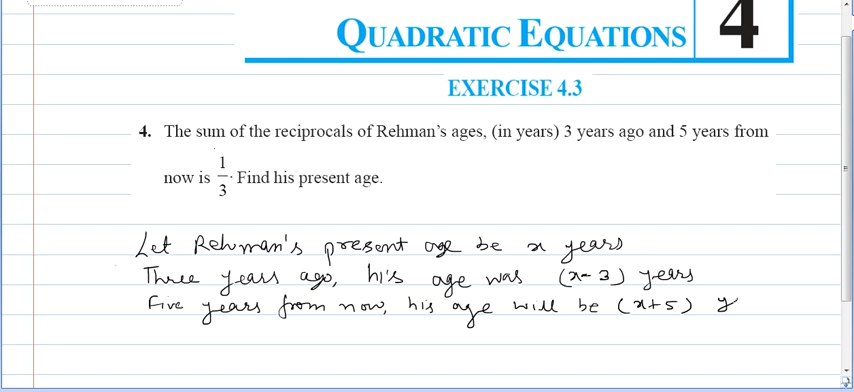 QUADRATIC EQUATIONS 4
EXERCISE 4.3
4. The sum of the reciprocals of Rehman's ages, (in years) 3 years ago and 5 years from
now is 1/3. Find his present age.
Let Rehman's present age be x years
Three years ago, his age was (x-3) years
Five years from now, his age will be (x+5) y